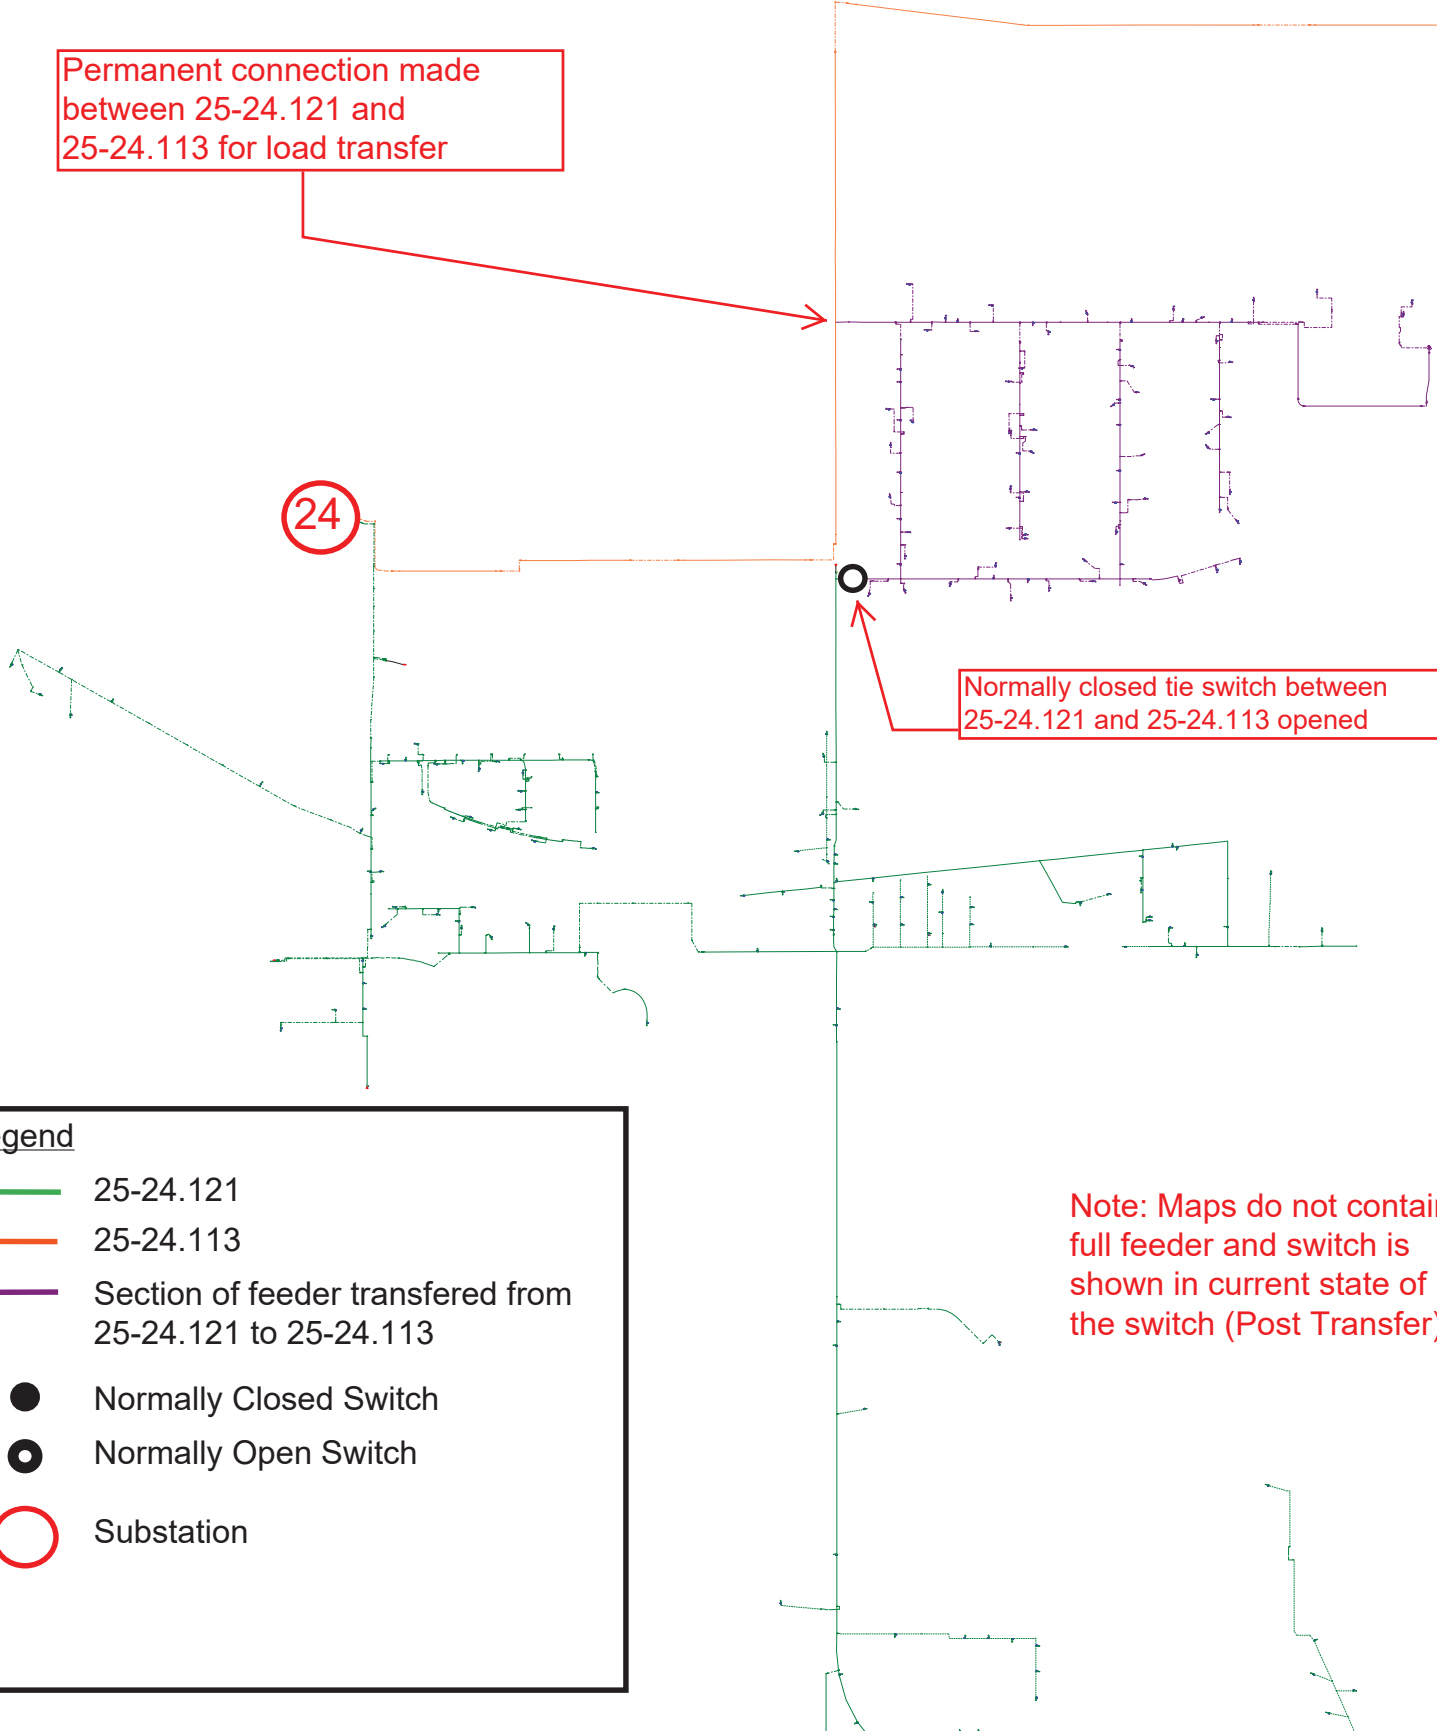 Permanent connection made
between 25-24.121 and
25-24.113 for load transfer
24
Normally closed tie switch between
25-24.121 and 25-24.113 opened
gend
25-24.121
25-24.113
Section of feeder transfered from
25-24.121 to 25-24.113
Normally Closed Switch
Normally Open Switch
Substation
Note: Maps do not contai
full feeder and switch is
shown in current state of
the switch (Post Transfer)